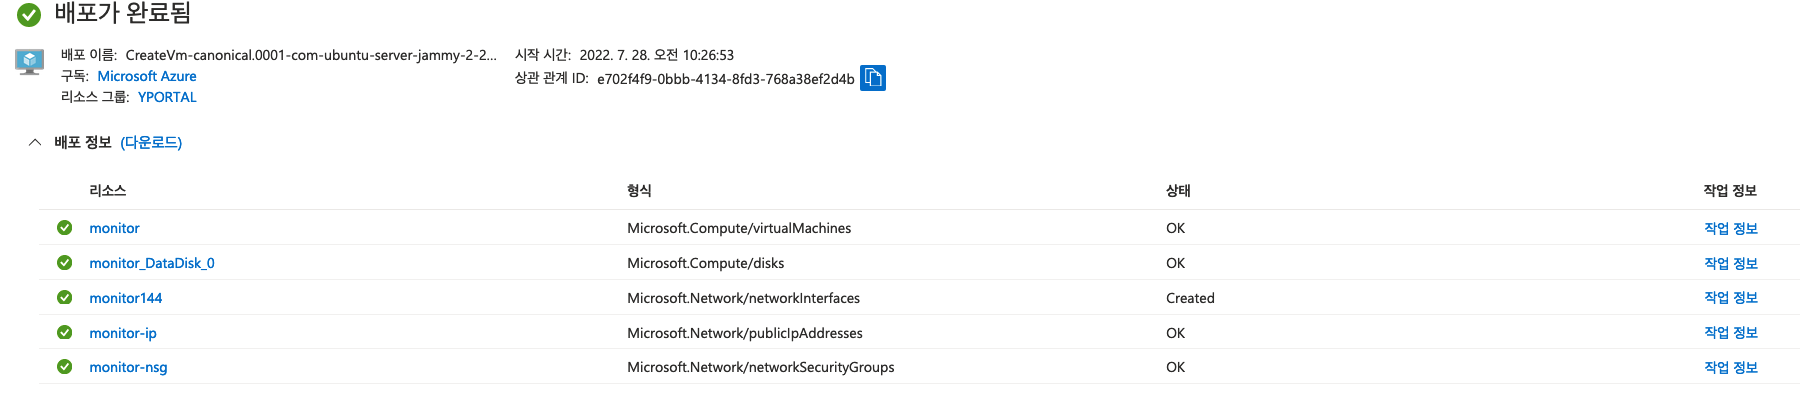 배포가 완료됨
배포 이름: CreateVm-canonical.0001-com-ubuntu-server-jammy-2-2... 시작 시간: 2022. 7. 28. 오전 10:26:53
구독: Microsoft Azure 상관 관계 ID: e702f4f9-0bbb-4134-8fd3-768a38ef2d4b
리소스 그룹: YPORTAL
배포 정보 (다운로드)
리소스 형식 상태 작업 정보
monitor Microsoft.Compute/virtualMachines OK 작업 정보
monitor_DataDisk_0 Microsoft.Compute/disks OK 작업 정보
monitor144 Microsoft.Network/networkInterfaces Created 작업 정보
monitor-ip Microsoft.Network/publicIpAddresses OK 작업 정보
monitor-nsg Microsoft.Network/networkSecurityGroups OK 작업 정보